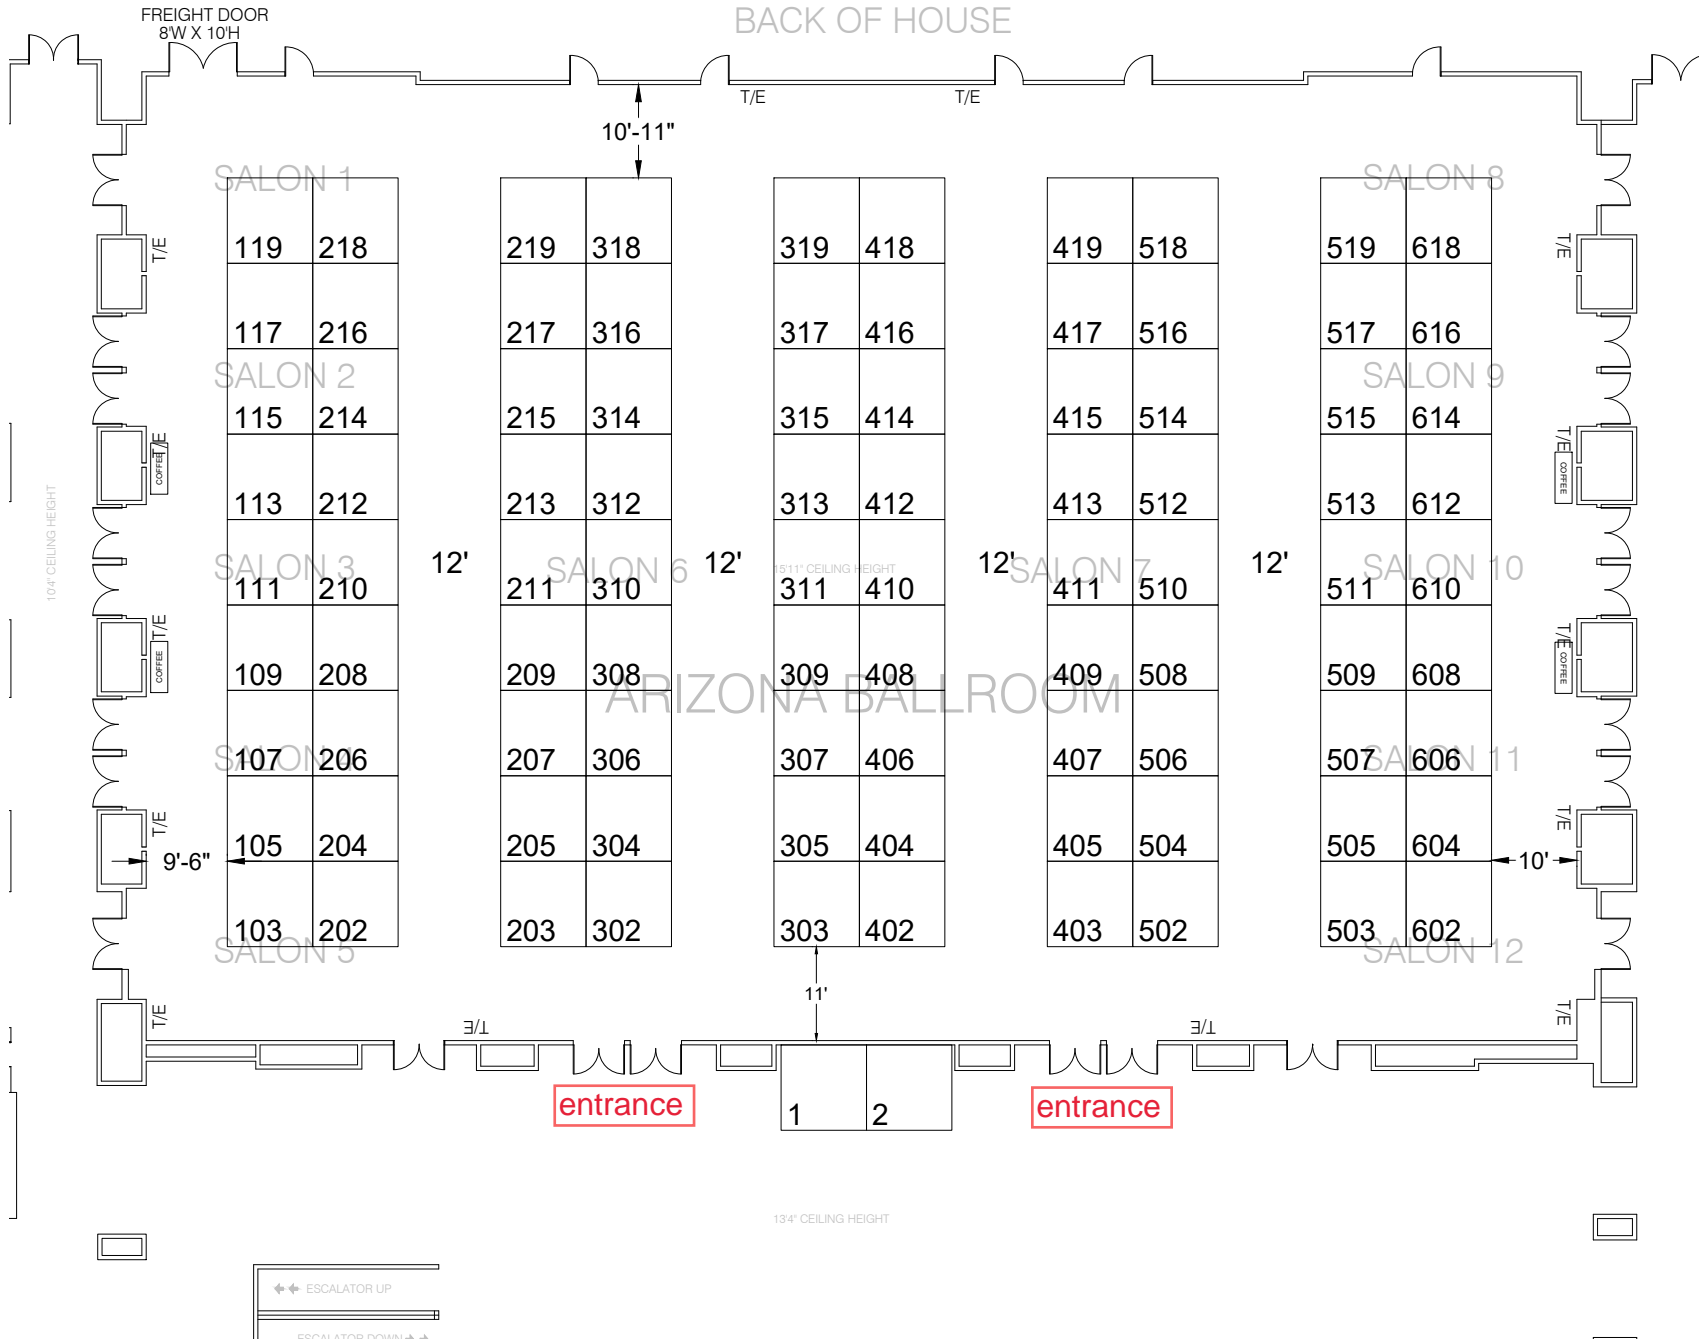 BACK OF HOUSE
FREIGHT DOOR
8'W X 10'H
T/E T/E
10'-11"
SALON 1 SALON 8
119 218 219 318 319 418 419 518 519 618
T/E T/E
117 216 217 316 317 416 417 516 517 616
SALON 2 SALON 9
115 214 215 314 315 414 415 514 515 614
T/E T/E
COFFEE COFFEE
113 212 213 312 313 412 413 512 513 612
10'4" CEILING HEIGHT
12' 12' 12' 12'
SALON 3 SALON 6 15'11" CEILING HEIGHT SALON 7 SALON 10
111 210 211 310 311 410 411 510 511 610
T/E T/E
COFFEE COFFEE
109 208 209 308 309 408 409 508 509 608
ARIZONA BALLROOM
107 206 207 306 307 406 407 506 507 606
SALON 4 SALON 11
T/E T/E
105 204 205 304 305 404 405 504 505 604
9'-6" 10'
103 202 203 302 303 402 403 502 503 602
SALON 5 SALON 12
11'
T/E T/E
T/E T/E
entrance 1 2 entrance
13'4" CEILING HEIGHT
ESCALATOR UP
ESCALATOR DOWN